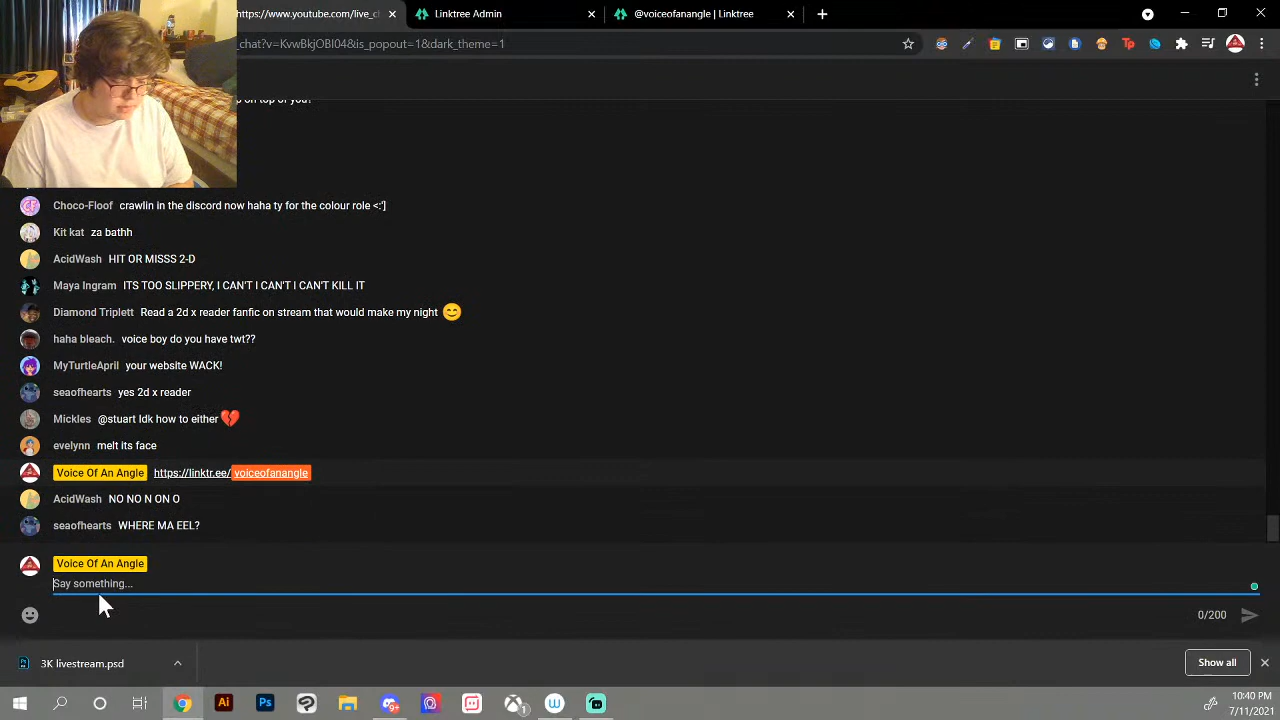 https://www.youtube.com/live_cl
Linktree Admin
@voiceofanangle | Linktree
_chat?v=KvwBkjOBI04&is_popout=1&dark_theme=1
on top of you?
Choco-Floof crawlin in the discord now haha ty for the colour role <:']
Kit kat za bathh
AcidWash HIT OR MISSS 2-D
Maya Ingram ITS TOO SLIPPERY, I CAN'T I CAN'T I CAN'T KILL IT
Diamond Triplett Read a 2d x reader fanfic on stream that would make my night 😊
haha bleach. voice boy do you have twt??
MyTurtleApril your website WACK!
seaofhearts yes 2d x reader
Mickles @stuart Idk how to either 💔
evelynn melt its face
Voice Of An Angle https://linktr.ee/voiceofanangle
AcidWash NO NO N ON O
seaofhearts WHERE MA EEL?
Voice Of An Angle
Say something...
0/200
3K livestream.psd
Show all
Ai
Ps
9+
10:40 PM
7/11/2021